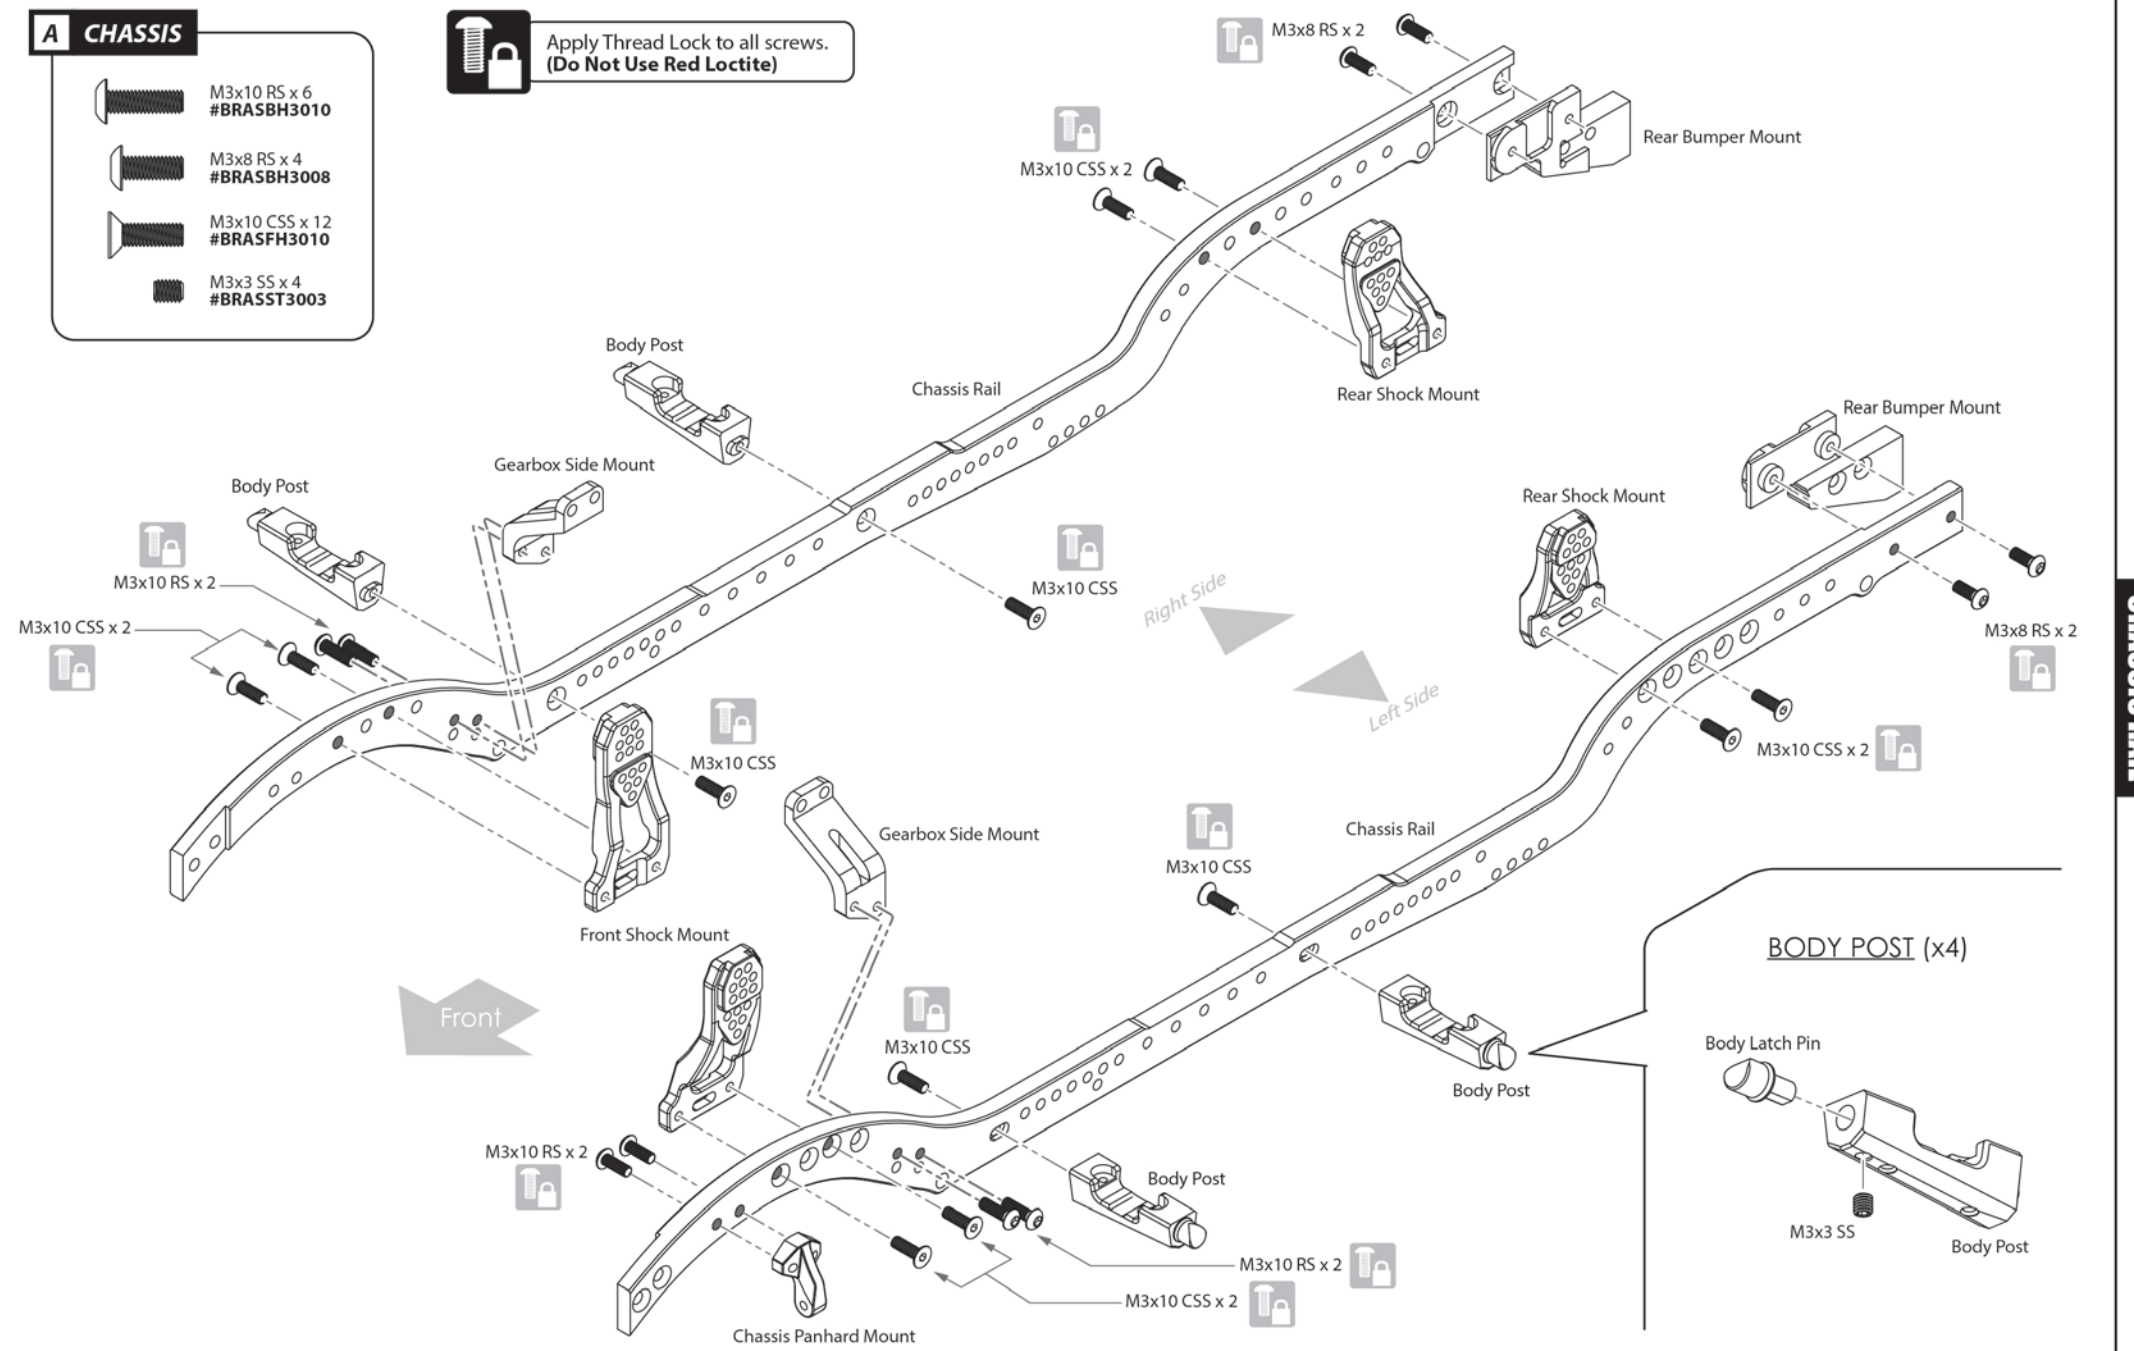 A CHASSIS
M3x10 RS x 6
#BRASBH3010
M3x8 RS x 4
#BRASBH3008
M3x10 CSS x 12
#BRASFH3010
M3x3 SS x 4
#BRASST3003
Apply Thread Lock to all screws.
(Do Not Use Red Loctite)
M3x8 RS x 2
Rear Bumper Mount
M3x10 CSS x 2
Rear Shock Mount
Body Post
Chassis Rail
Gearbox Side Mount
Body Post
M3x10 RS x 2
M3x10 CSS x 2
M3x10 CSS
M3x10 CSS
Front Shock Mount
Right Side
Left Side
Front
Rear Bumper Mount
Rear Shock Mount
M3x8 RS x 2
M3x10 CSS x 2
Chassis Rail
M3x10 CSS
Gearbox Side Mount
M3x10 CSS
Body Post
M3x10 RS x 2
Body Post
M3x10 RS x 2
M3x10 CSS x 2
Chassis Panhard Mount
BODY POST (x4)
Body Latch Pin
M3x3 SS
Body Post